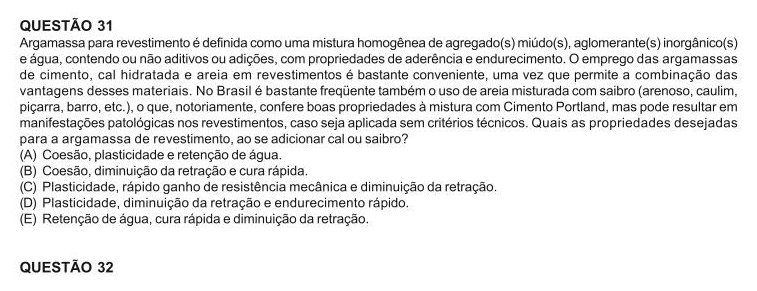 QUESTÃO 31
Argamassa para revestimento é definida como uma mistura homogênea de agregado(s) miúdo(s), aglomerante(s) inorgânico(s)
e água, contendo ou não aditivos ou adições, com propriedades de aderência e endurecimento. O emprego das argamassas
de cimento, cal hidratada e areia em revestimentos é bastante conveniente, uma vez que permite a combinação das
vantagens desses materiais. No Brasil é bastante freqüente também o uso de areia misturada com saibro (arenoso, caulim,
piçarra, barro, etc.), o que, notoriamente, confere boas propriedades à mistura com Cimento Portland, mas pode resultar em
manifestações patológicas nos revestimentos, caso seja aplicada sem critérios técnicos. Quais as propriedades desejadas
para a argamassa de revestimento, ao se adicionar cal ou saibro?
(A) Coesão, plasticidade e retenção de água.
(B) Coesão, diminuição da retração e cura rápida.
(C) Plasticidade, rápido ganho de resistência mecânica e diminuição da retração.
(D) Plasticidade, diminuição da retração e endurecimento rápido.
(E) Retenção de água, cura rápida e diminuição da retração.
QUESTÃO 32